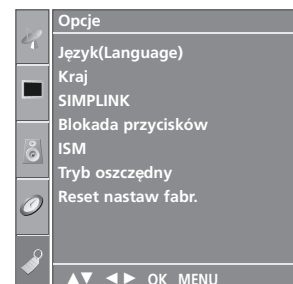 Opcje
Język(Language)
Kraj
SIMPLINK
Blokada przycisków
ISM
Tryb oszczędny
Reset nastaw fabr.
▲▼ ◄► OK MENU